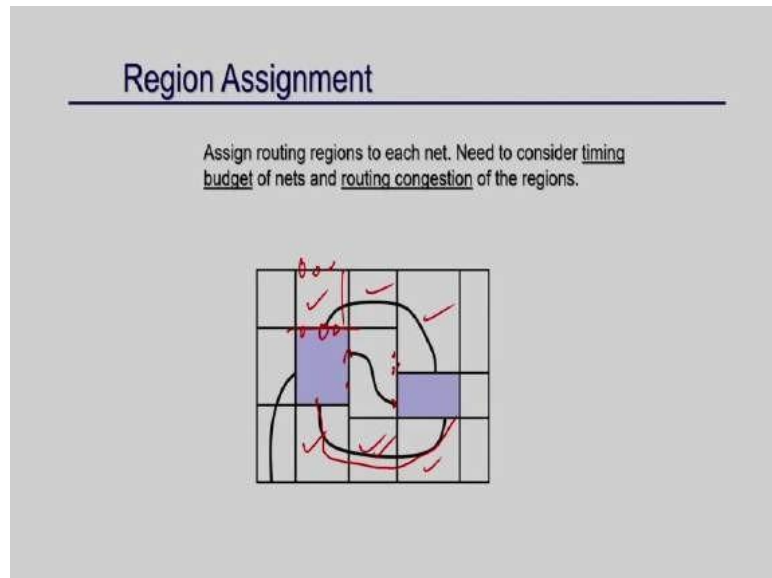 Region Assignment
Assign routing regions to each net. Need to consider timing
budget of nets and routing congestion of the regions.